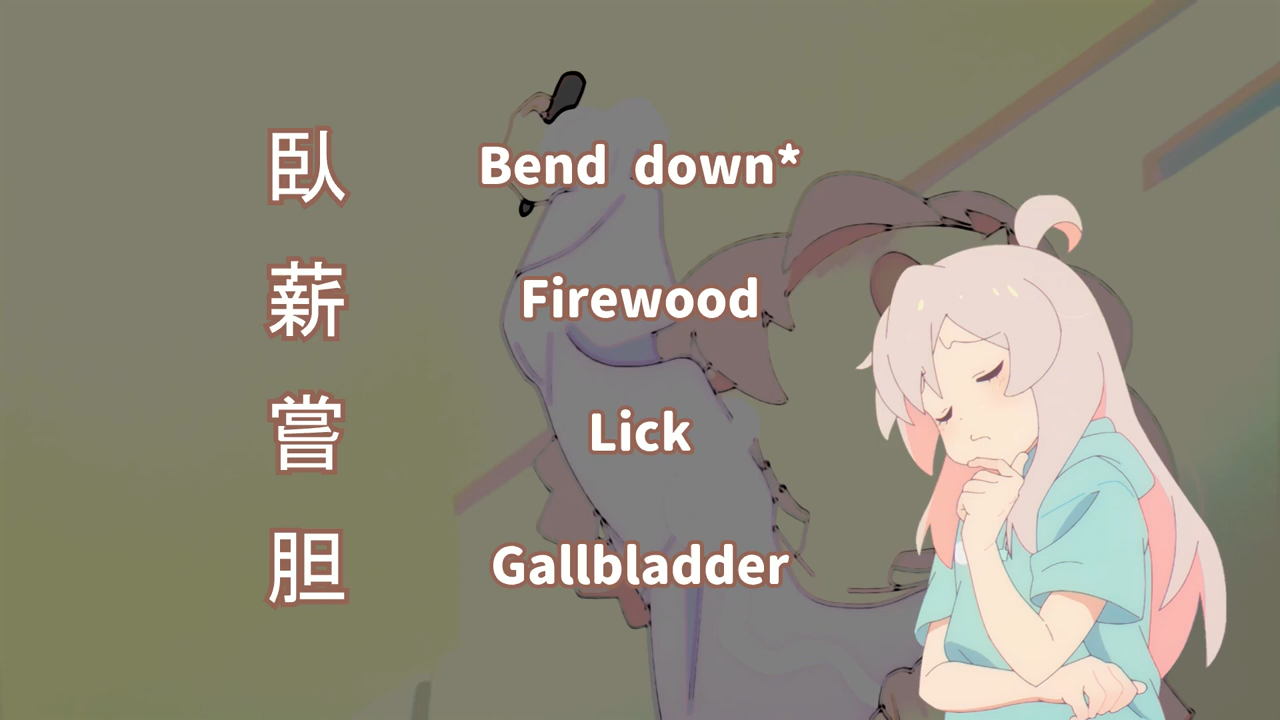 臥 Bend down*
薪 Firewood
嘗 Lick
胆 Gallbladder